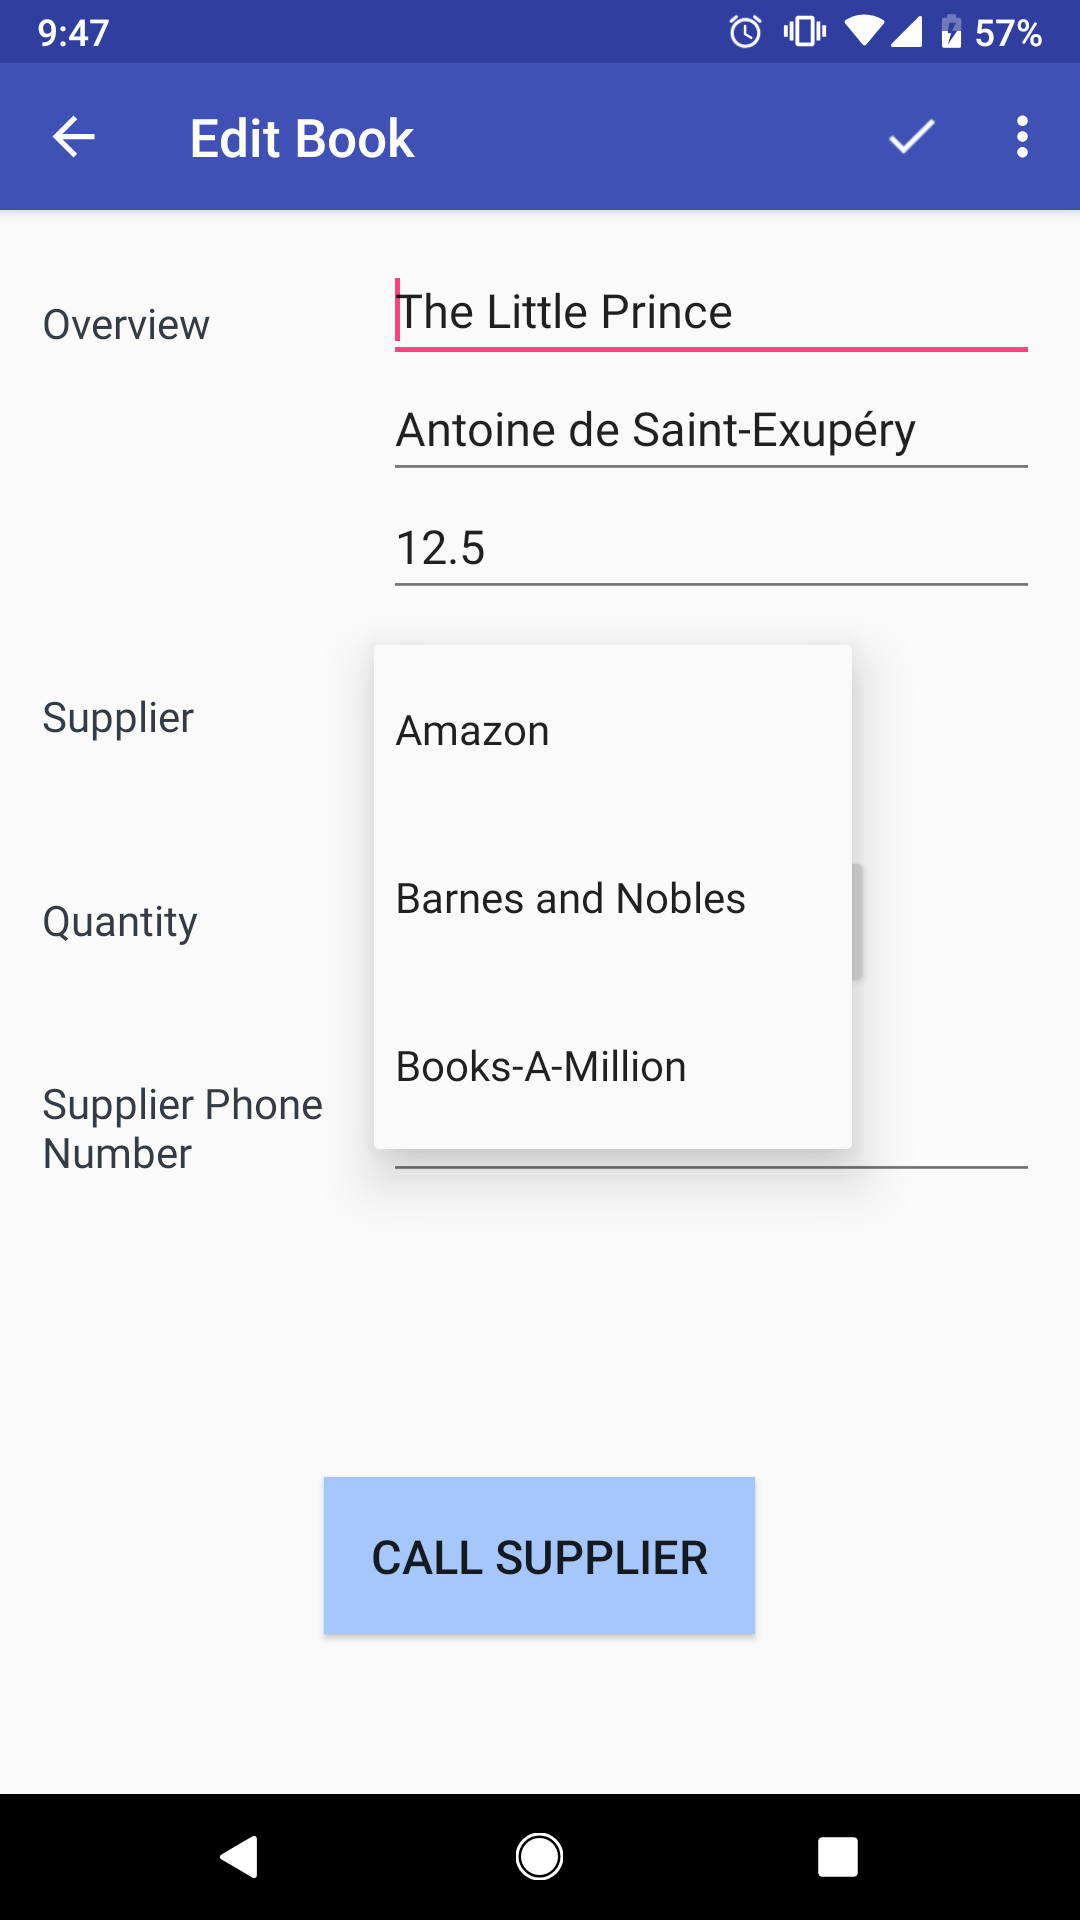 9:47
57%
Edit Book
Overview
The Little Prince
Antoine de Saint-Exupéry
12.5
Supplier
Amazon
Barnes and Nobles
Quantity
Books-A-Million
Supplier Phone
Number
CALL SUPPLIER